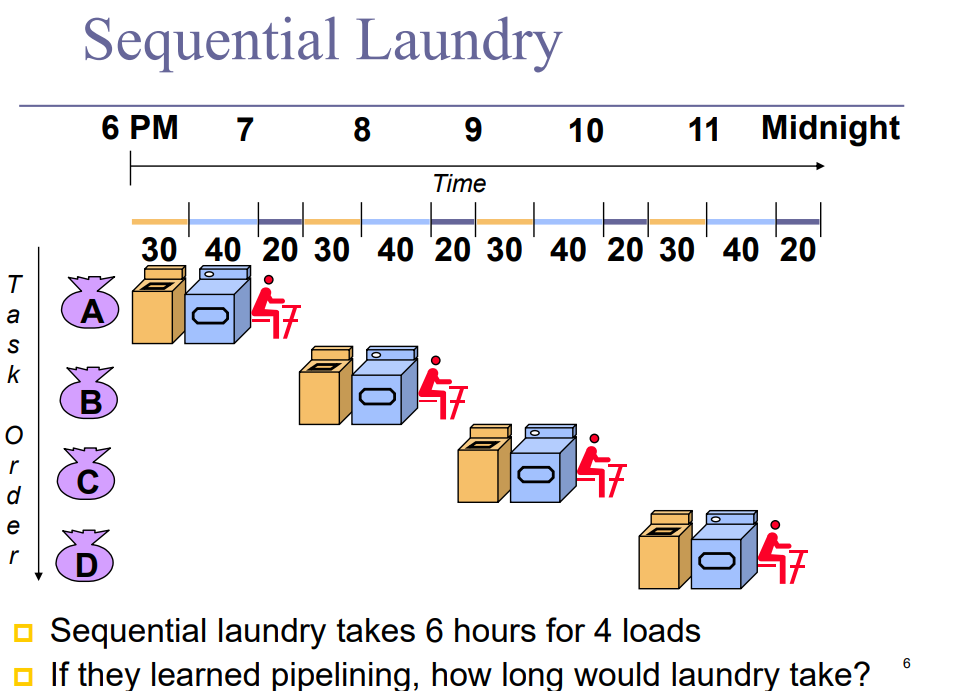 Sequential Laundry
6 PM 7 8 9 10 11 Midnight
Time
30 40 20 30 40 20 30 40 20 30 40 20
Task Order
A
B
C
D
Sequential laundry takes 6 hours for 4 loads
If they learned pipelining, how long would laundry take?
6